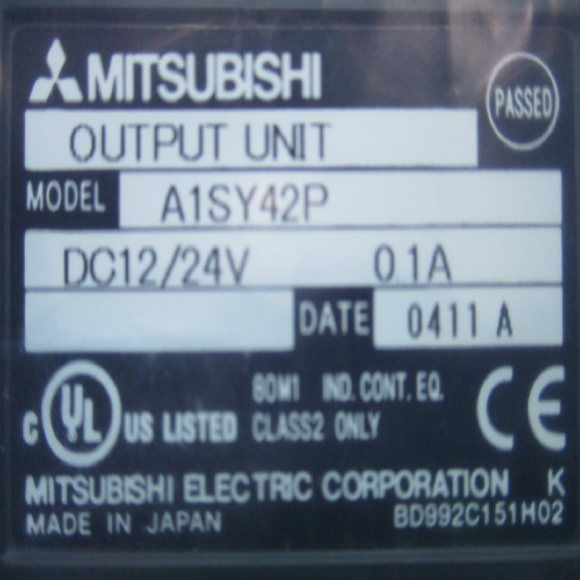 MITSUBISHI
PASSED
OUTPUT UNIT
MODEL A1SY42P
DC12/24V 0.1A
DATE 0411 A
C UL US LISTED 80M1 IND. CONT. EQ.
CLASS2 ONLY
CE
MITSUBISHI ELECTRIC CORPORATION K
MADE IN JAPAN BD992C151H02